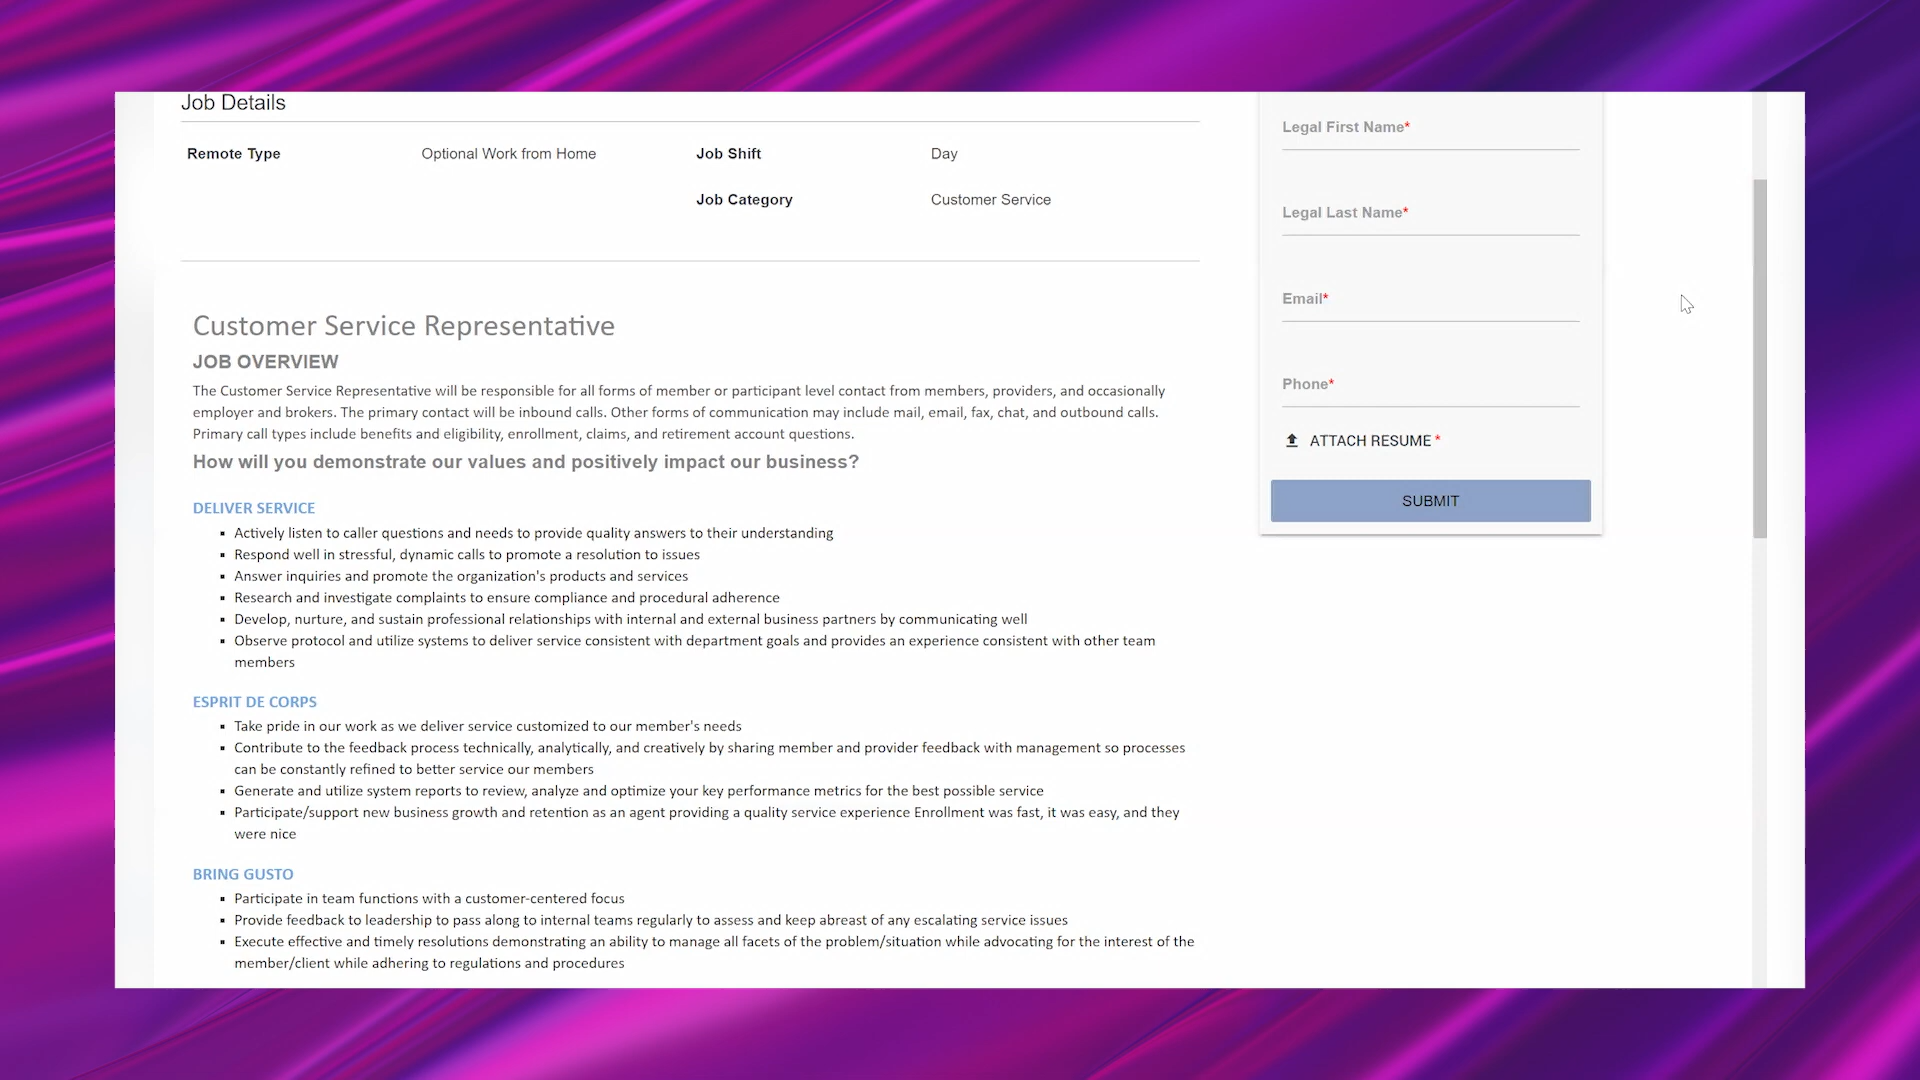 Job Details
Remote Type Optional Work from Home Job Shift Day
Job Category Customer Service
Customer Service Representative
JOB OVERVIEW
The Customer Service Representative will be responsible for all forms of member or participant level contact from members, providers, and occasionally
employer and brokers. The primary contact will be inbound calls. Other forms of communication may include mail, email, fax, chat, and outbound calls.
Primary call types include benefits and eligibility, enrollment, claims, and retirement account questions.
How will you demonstrate our values and positively impact our business?
DELIVER SERVICE
▪ Actively listen to caller questions and needs to provide quality answers to their understanding
▪ Respond well in stressful, dynamic calls to promote a resolution to issues
▪ Answer inquiries and promote the organization's products and services
▪ Research and investigate complaints to ensure compliance and procedural adherence
▪ Develop, nurture, and sustain professional relationships with internal and external business partners by communicating well
▪ Observe protocol and utilize systems to deliver service consistent with department goals and provides an experience consistent with other team
members
ESPRIT DE CORPS
▪ Take pride in our work as we deliver service customized to our member's needs
▪ Contribute to the feedback process technically, analytically, and creatively by sharing member and provider feedback with management so processes
can be constantly refined to better service our members
▪ Generate and utilize system reports to review, analyze and optimize your key performance metrics for the best possible service
▪ Participate/support new business growth and retention as an agent providing a quality service experience Enrollment was fast, it was easy, and they
were nice
BRING GUSTO
▪ Participate in team functions with a customer-centered focus
▪ Provide feedback to leadership to pass along to internal teams regularly to assess and keep abreast of any escalating service issues
▪ Execute effective and timely resolutions demonstrating an ability to manage all facets of the problem/situation while advocating for the interest of the
member/client while adhering to regulations and procedures
Legal First Name*
Legal Last Name*
Email*
Phone*
ATTACH RESUME *
SUBMIT